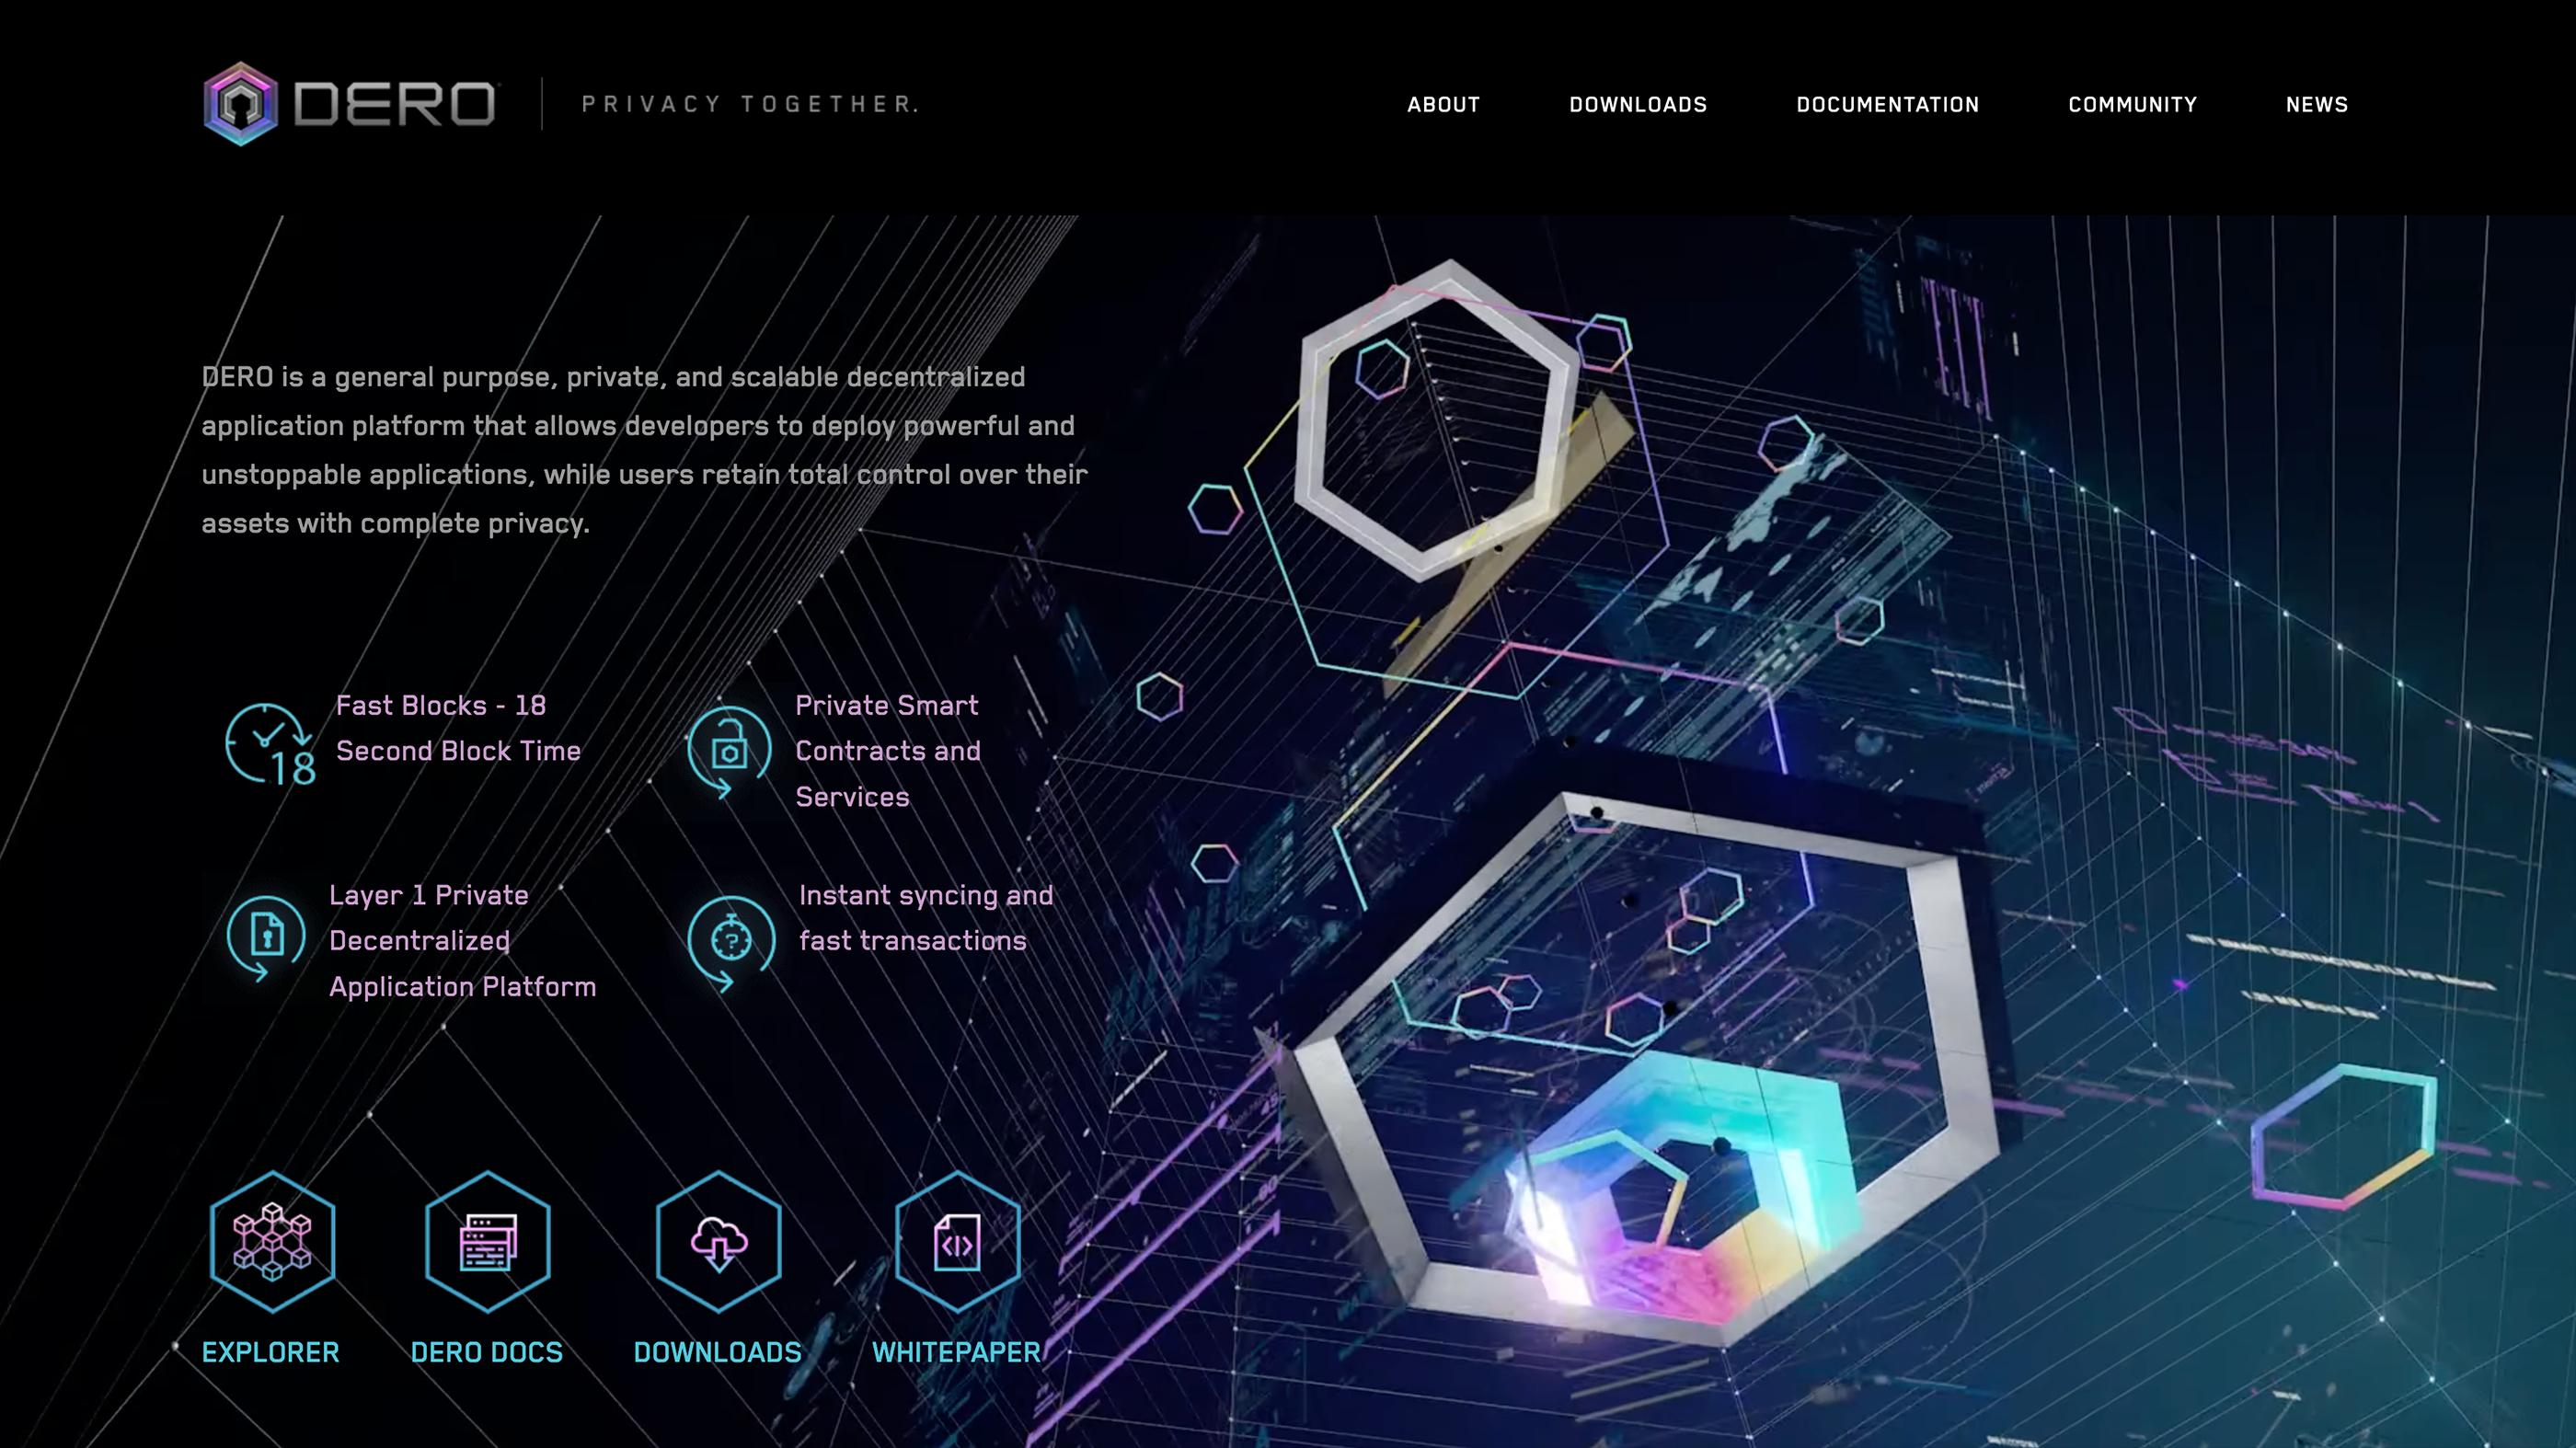 DERO
PRIVACY TOGETHER.
ABOUT
DOWNLOADS
DOCUMENTATION
COMMUNITY
NEWS
DERO is a general purpose, private, and scalable decentralized
application platform that allows developers to deploy powerful and
unstoppable applications, while users retain total control over their
assets with complete privacy.
18
Fast Blocks - 18
Second Block Time
Private Smart
Contracts and
Services
Layer 1 Private
Decentralized
Application Platform
?
Instant syncing and
fast transactions
EXPLORER
DERO DOCS
DOWNLOADS
WHITEPAPER